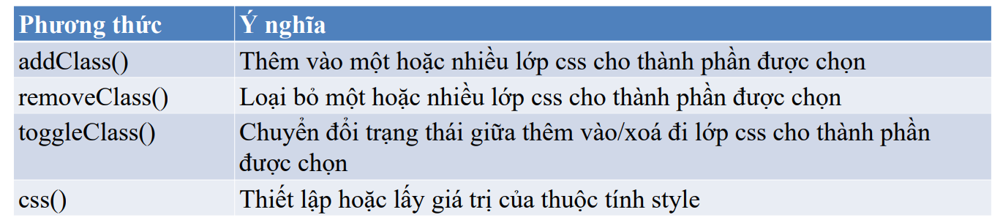 Phương thức Ý nghĩa
addClass() Thêm vào một hoặc nhiều lớp css cho thành phần được chọn
removeClass() Loại bỏ một hoặc nhiều lớp css cho thành phần được chọn
toggleClass() Chuyển đổi trạng thái giữa thêm vào/xoá đi lớp css cho thành phần
được chọn
css() Thiết lập hoặc lấy giá trị của thuộc tính style